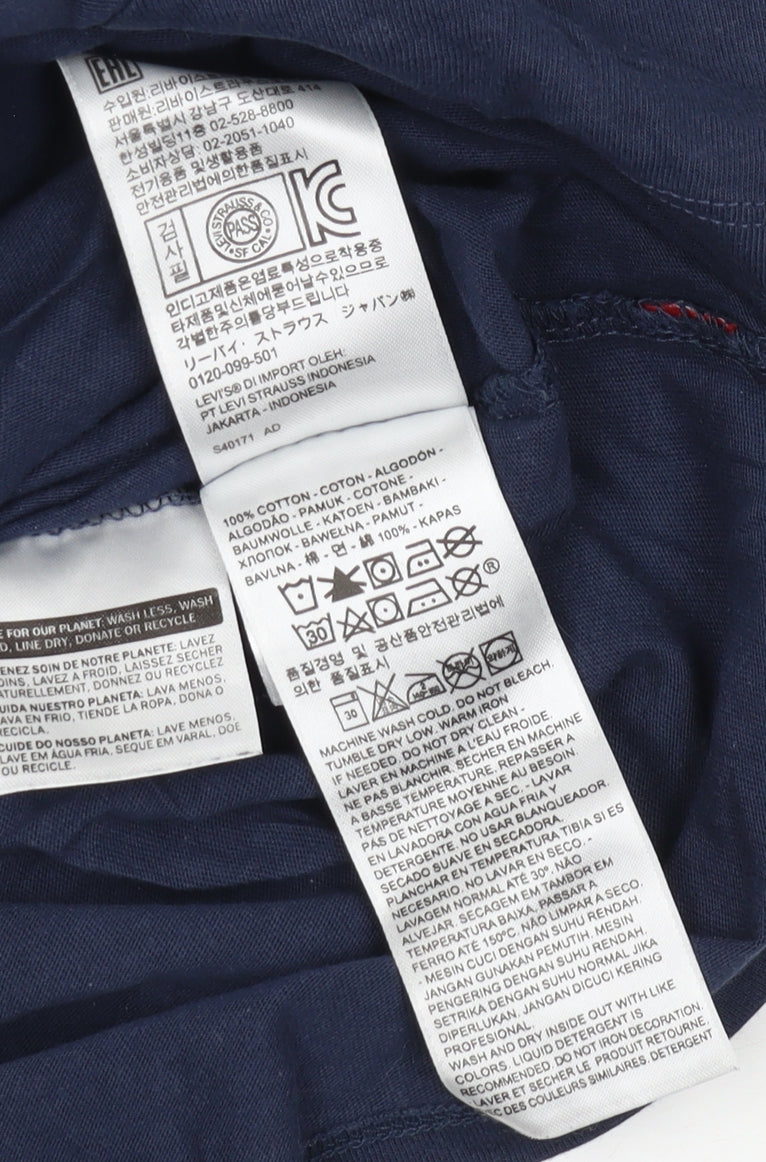 EAC
수입원:리바이스트라우스
판매원:리바이스트라우스코리아
서울특별시 강남구 도산대로 414
한성빌딩11층 02-528-8800
소비자상담: 02-2051-1040
전기용품 및생활용품
안전관리법에의한품질표시
검사필
LEVI STRAUSS & CO
PASS
SF CAL
KC
인디고제품은염료특성으로착용중
타제품및신체에묻어날수있으므로
각별한주의를당부드립니다.
リーバイ・ストラウス ジャパン㈱
0120-099-501
LEVI'S® DI IMPORT OLEH:
PT LEVI STRAUSS INDONESIA
JAKARTA - INDONESIA
S40171 AD
100% COTTON - COTON - ALGODÓN -
ALGODÃO - PAMUK - COTONE -
BAUMWOLLE - KATOEN - BAMBAKI -
ХЛОПОК - BAWEŁNA - PAMUT -
BAVLNA - 棉 - 면 - 綿 100% - KAPAS
30
®
품질경영 및 공산품안전관리법에
의한 품질표시
30
MACHINE WASH COLD. DO NOT BLEACH.
TUMBLE DRY LOW. WARM IRON
IF NEEDED. DO NOT DRY CLEAN -
LAVER EN MACHINE A L'EAU FROIDE.
NE PAS BLANCHIR. SÉCHER EN MACHINE
A BASSE TEMPÉRATURE. REPASSER A
TEMPERATURE MOYENNE AU BESOIN.
PAS DE NETTOYAGE A SEC. - LAVAR
EN LAVADORA CON AGUA FRIA Y
DETERGENTE. NO USAR BLANQUEADOR.
SECADO SUAVE EN SECADORA.
PLANCHAR EN TEMPERATURA TIBIA SI ES
NECESARIO. NO LAVAR EN SECO. -
LAVAGEM NORMAL ATÉ 30°. NÃO
ALVEJAR. SECAGEM EM TAMBOR EM
TEMPERATURA BAIXA. PASSAR A
FERRO ATÉ 150°C. NÃO LIMPAR A SECO.
- MESIN CUCI DENGAN SUHU RENDAH.
JANGAN GUNAKAN PEMUTIH. MESIN
PENGERING DENGAN SUHU RENDAH.
SETRIKA DENGAN SUHU NORMAL JIKA
DIPERLUKAN. JANGAN DICUCI KERING
PROFESIONAL.
WASH AND DRY INSIDE OUT WITH LIKE
COLORS. LIQUID DETERGENT IS
RECOMMENDED. DO NOT IRON DECORATION.
LAVER ET SÉCHER LE PRODUIT RETOURNÉ,
AVEC DES COULEURS SIMILAIRES. DETERGENT
E FOR OUR PLANET: WASH LESS, WASH
D, LINE DRY, DONATE OR RECYCLE
ENEZ SOIN DE NOTRE PLANETE: LAVEZ
OINS, LAVEZ A FROID, LAISSEZ SECHER
ATURELLEMENT, DONNEZ OU RECYCLEZ
UIDA NUESTRO PLANETA: LAVA MENOS,
AVA EN FRIO, TIENDE LA ROPA, DONA O
RECICLA.
CUIDE DO NOSSO PLANETA: LAVE MENOS,
LAVE EM ÁGUA FRIA, SEQUE EM VARAL, DOE
OU RECICLE.